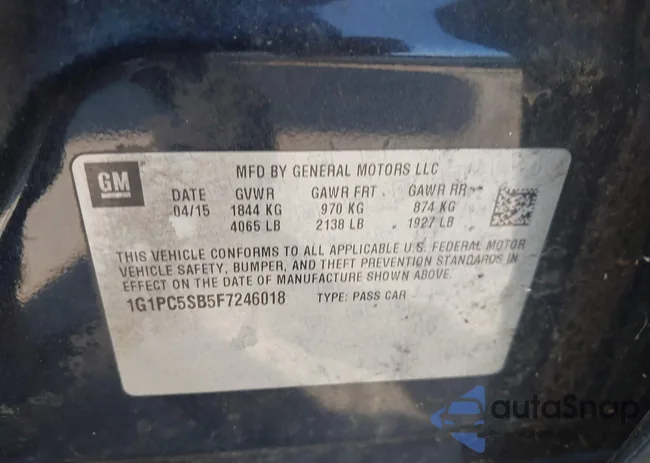 GM
MFD BY GENERAL MOTORS LLC
DATE GVWR GAWR FRT GAWR RR
04/15 1844 KG 970 KG 874 KG
4065 LB 2138 LB 1927 LB
THIS VEHICLE CONFORMS TO ALL APPLICABLE U.S. FEDERAL MOTOR
VEHICLE SAFETY, BUMPER, AND THEFT PREVENTION STANDARDS IN
EFFECT ON THE DATE OF MANUFACTURE SHOWN ABOVE.
1G1PC5SB5F7246018 TYPE: PASS CAR
autoSnap